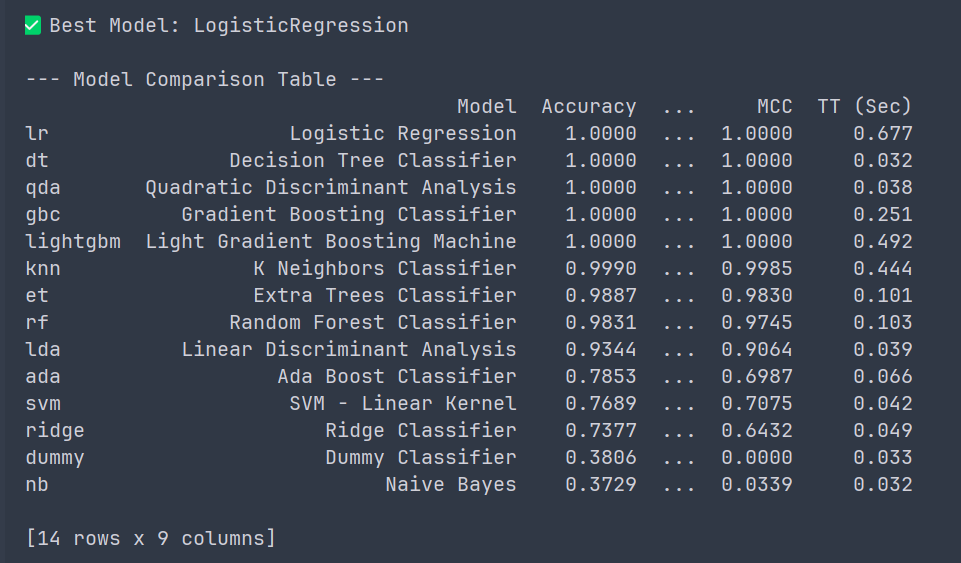 ✅ Best Model: LogisticRegression
--- Model Comparison Table ---
Model Accuracy ... MCC TT (Sec)
lr Logistic Regression 1.0000 ... 1.0000 0.677
dt Decision Tree Classifier 1.0000 ... 1.0000 0.032
qda Quadratic Discriminant Analysis 1.0000 ... 1.0000 0.038
gbc Gradient Boosting Classifier 1.0000 ... 1.0000 0.251
lightgbm Light Gradient Boosting Machine 1.0000 ... 1.0000 0.492
knn K Neighbors Classifier 0.9990 ... 0.9985 0.444
et Extra Trees Classifier 0.9887 ... 0.9830 0.101
rf Random Forest Classifier 0.9831 ... 0.9745 0.103
lda Linear Discriminant Analysis 0.9344 ... 0.9064 0.039
ada Ada Boost Classifier 0.7853 ... 0.6987 0.066
svm SVM - Linear Kernel 0.7689 ... 0.7075 0.042
ridge Ridge Classifier 0.7377 ... 0.6432 0.049
dummy Dummy Classifier 0.3806 ... 0.0000 0.033
nb Naive Bayes 0.3729 ... 0.0339 0.032
[14 rows x 9 columns]